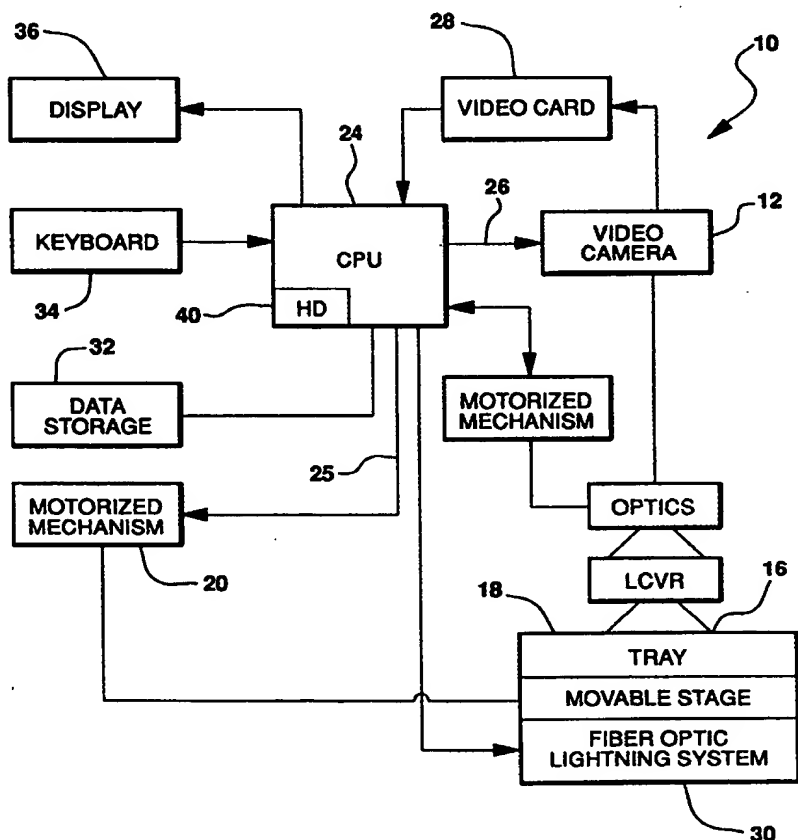 36
28
10
DISPLAY
VIDEO CARD
24
26
12
KEYBOARD
CPU
VIDEO
CAMERA
34
40
HD
32
DATA
STORAGE
MOTORIZED
MECHANISM
25
MOTORIZED
MECHANISM
OPTICS
20
LCVR
18
16
TRAY
MOVABLE STAGE
FIBER OPTIC
LIGHTNING SYSTEM
30